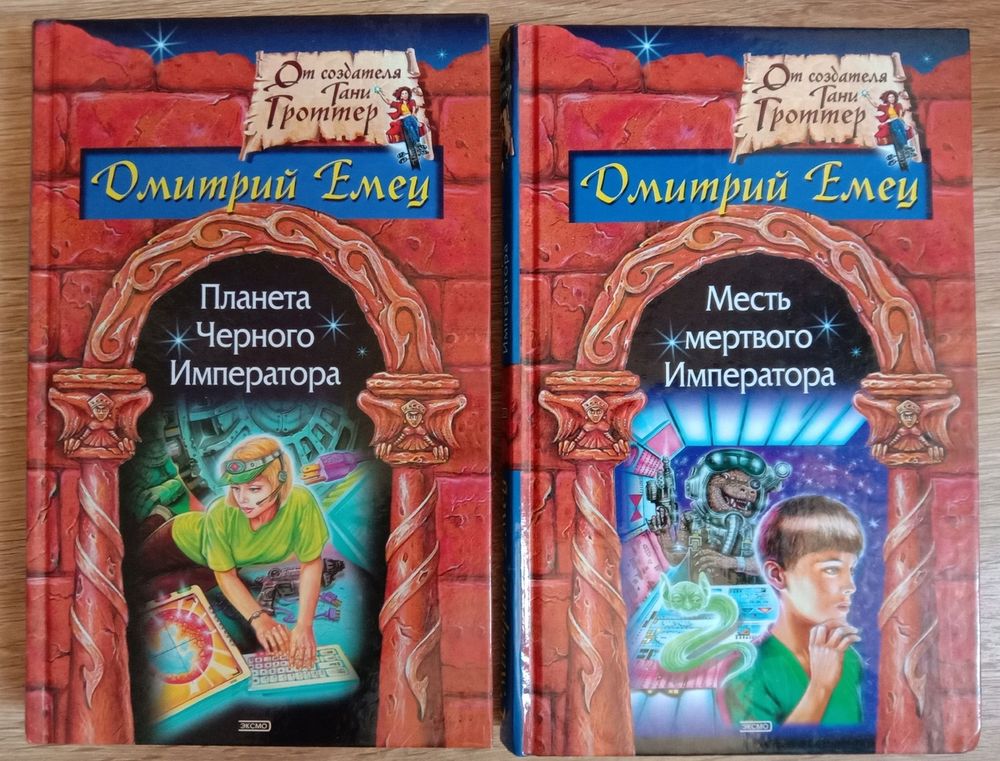 От создателя
Тани
Гроттер
Дмитрий Емец
Планета
Черного
Императора
ЭКСМО
От создателя
Тани
Гроттер
Дмитрий Емец
Месть
мертвого
Императора
ЭКСМО
Императора